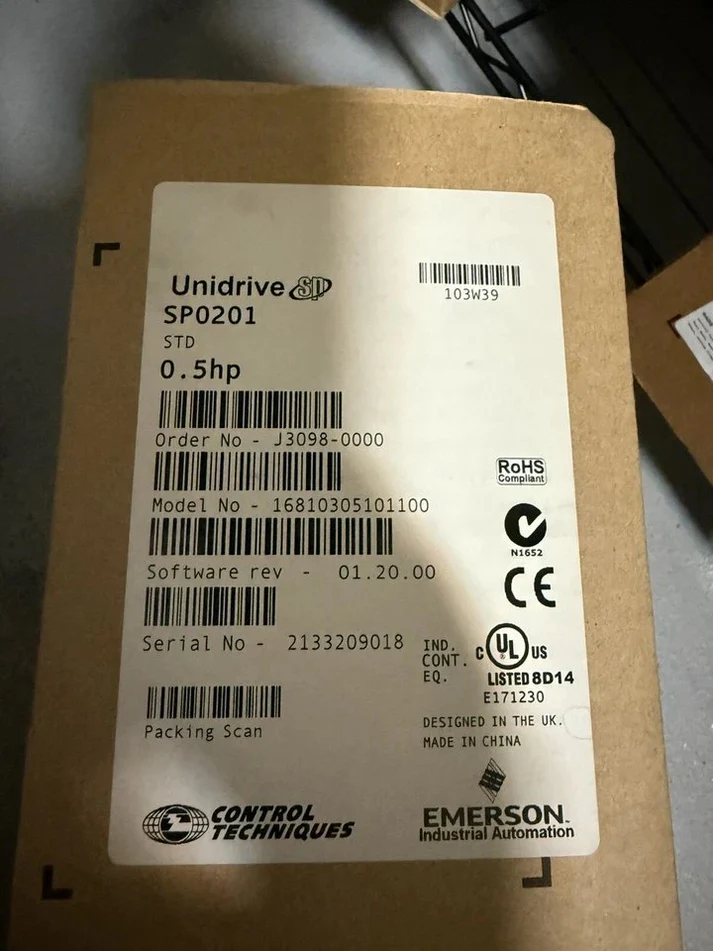 Unidrive SP
SP0201
STD
0.5hp
103W39
Order No - J3098-0000
Model No - 16810305101100
Software rev - 01.20.00
Serial No - 2133209018
Packing Scan
RoHS
Compliant
N1652
CE
IND.
CONT.
EQ.
C UL US
®
LISTED 8D14
E171230
DESIGNED IN THE UK.
MADE IN CHINA
CONTROL
TECHNIQUES
EMERSON™
Industrial Automation